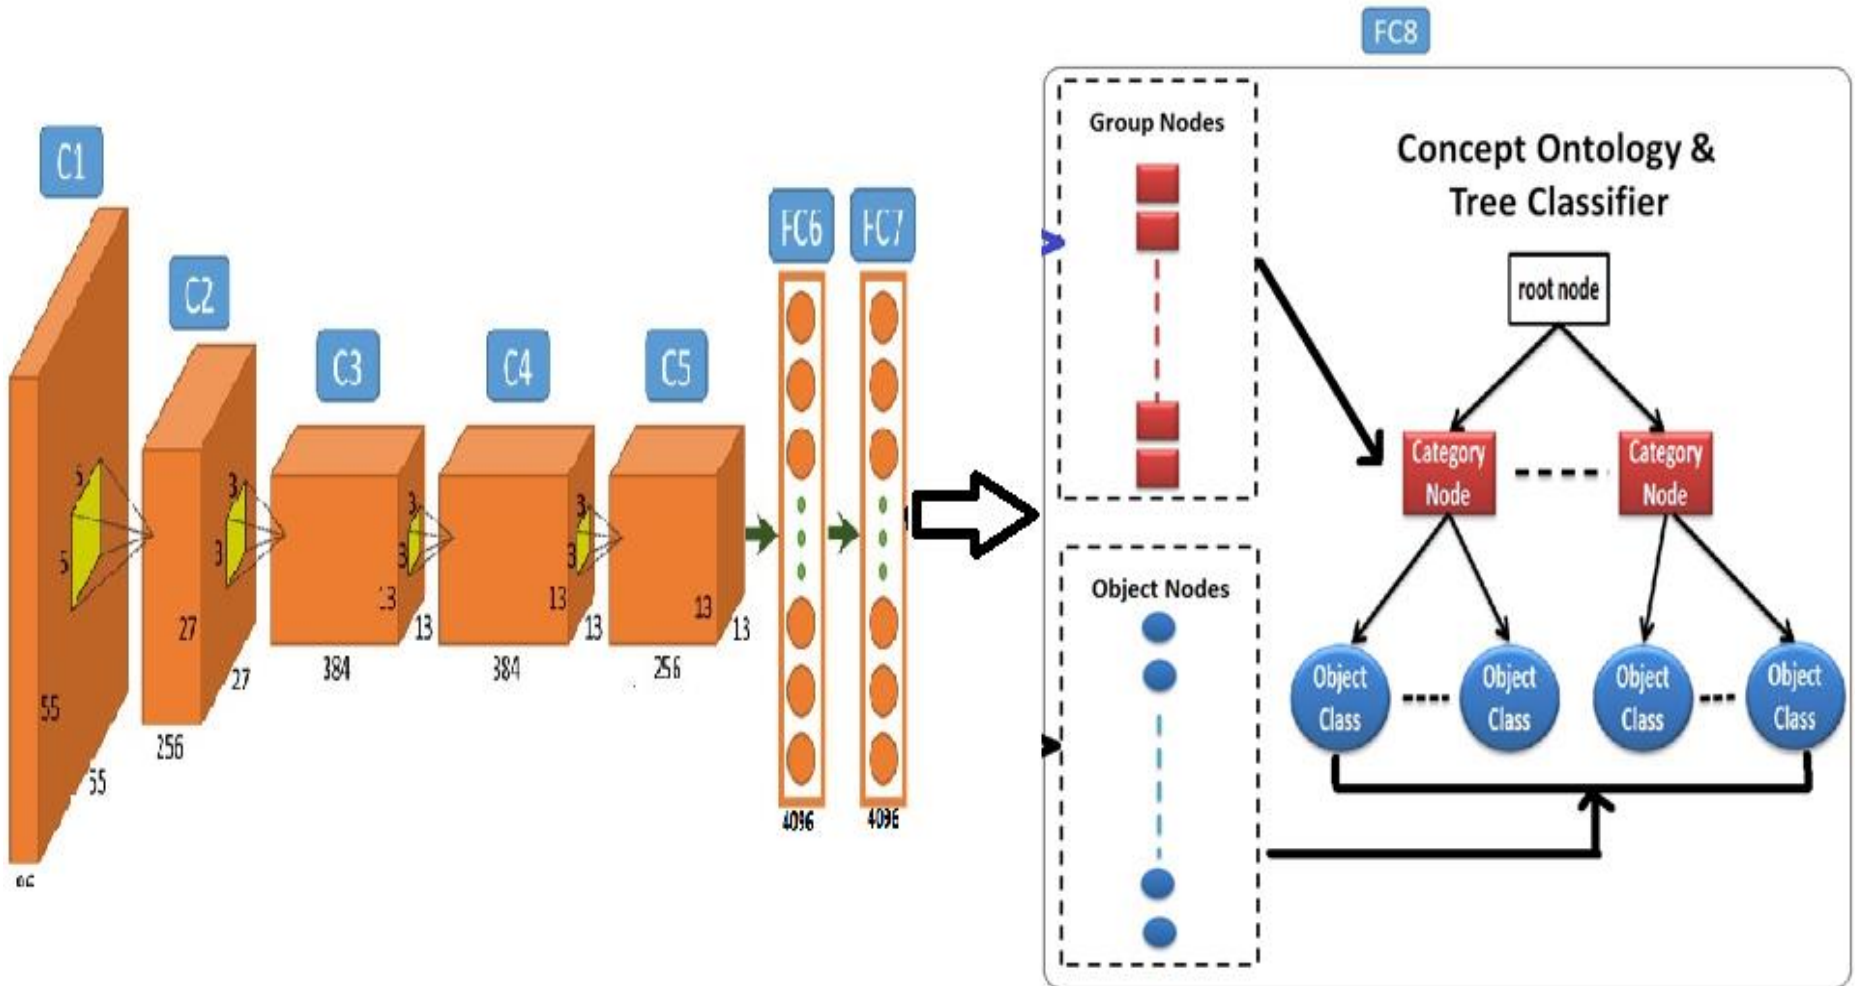 C1
5
5
55
55
C2
3
3
27
27
256
C3
3
3
13
13
384
C4
3
3
13
13
384
C5
13
13
256
FC6
4096
FC7
4096
FC8
Group Nodes
Object Nodes
Concept Ontology &
Tree Classifier
root node
Category
Node
Category
Node
Object
Class
Object
Class
Object
Class
Object
Class